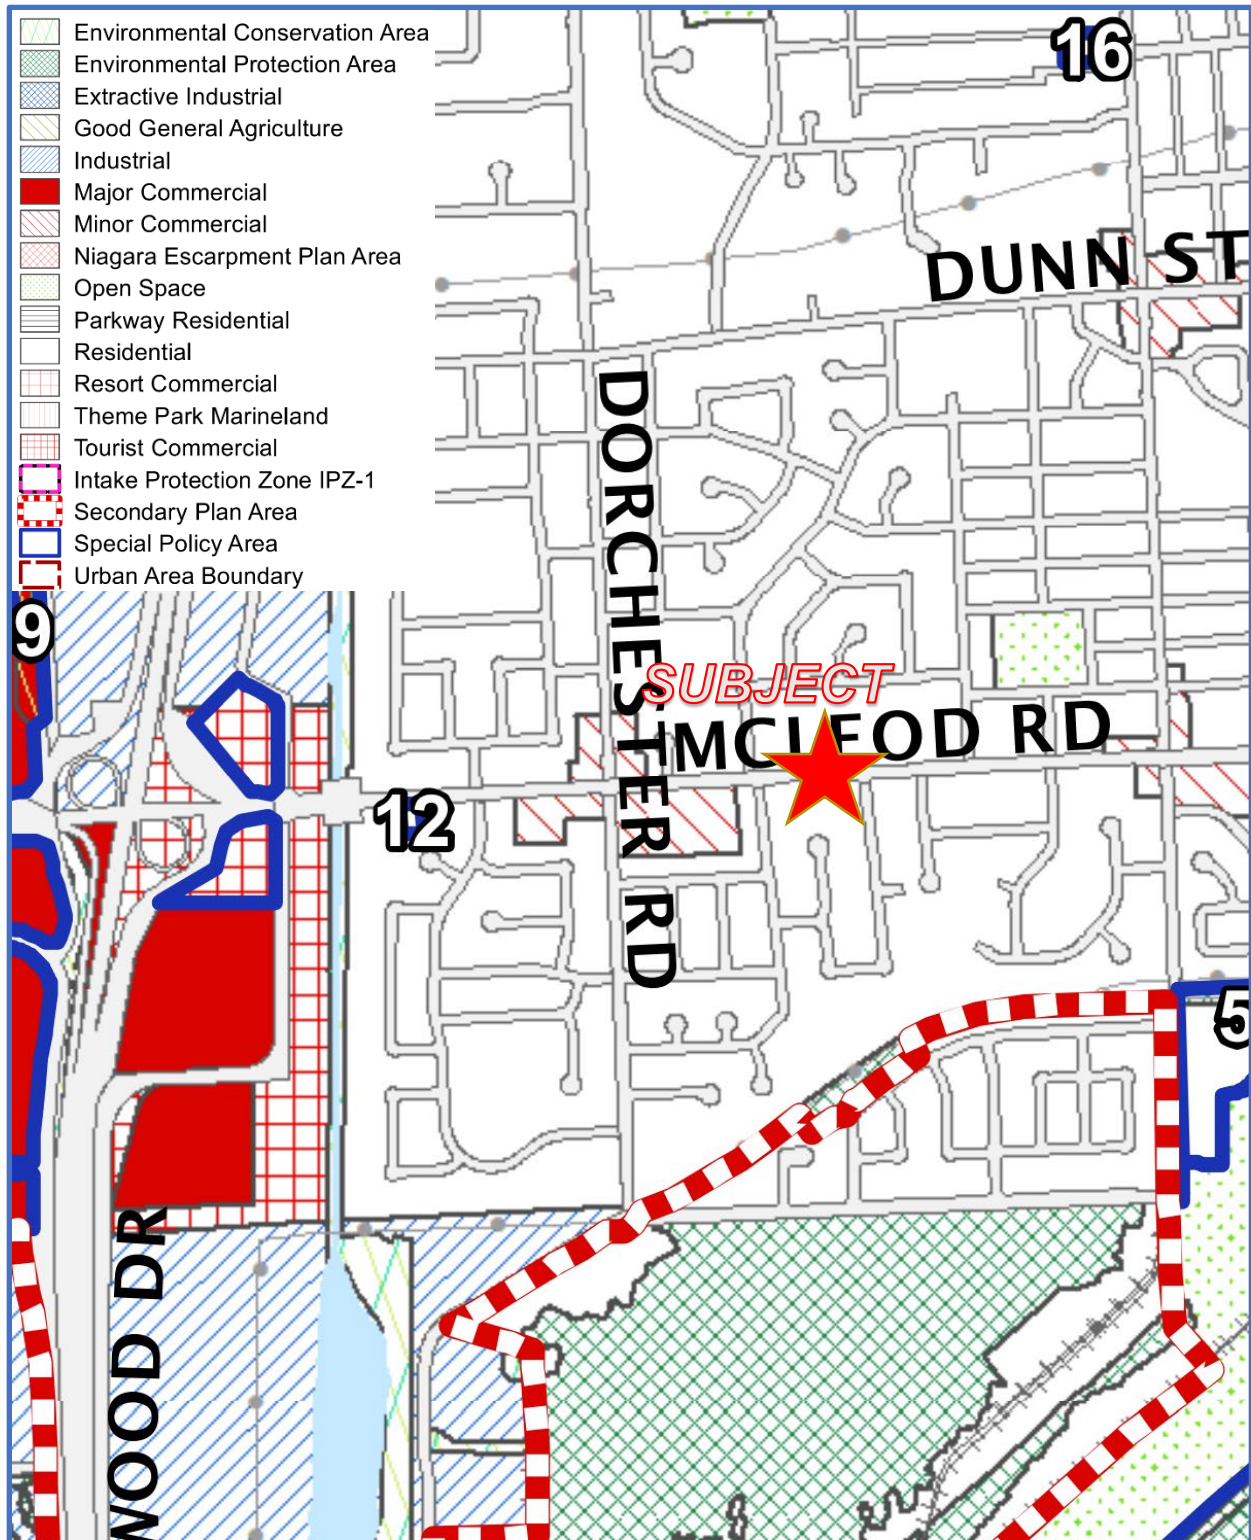 Environmental Conservation Area
Environmental Protection Area
Extractive Industrial
Good General Agriculture
Industrial
Major Commercial
Minor Commercial
Niagara Escarpment Plan Area
Open Space
Parkway Residential
Residential
Resort Commercial
Theme Park Marineland
Tourist Commercial
Intake Protection Zone IPZ-1
Secondary Plan Area
Special Policy Area
Urban Area Boundary
16
DUNN ST
DORCHESTER RD
9
SUBJECT
MCLEOD RD
12
5
WOOD DR